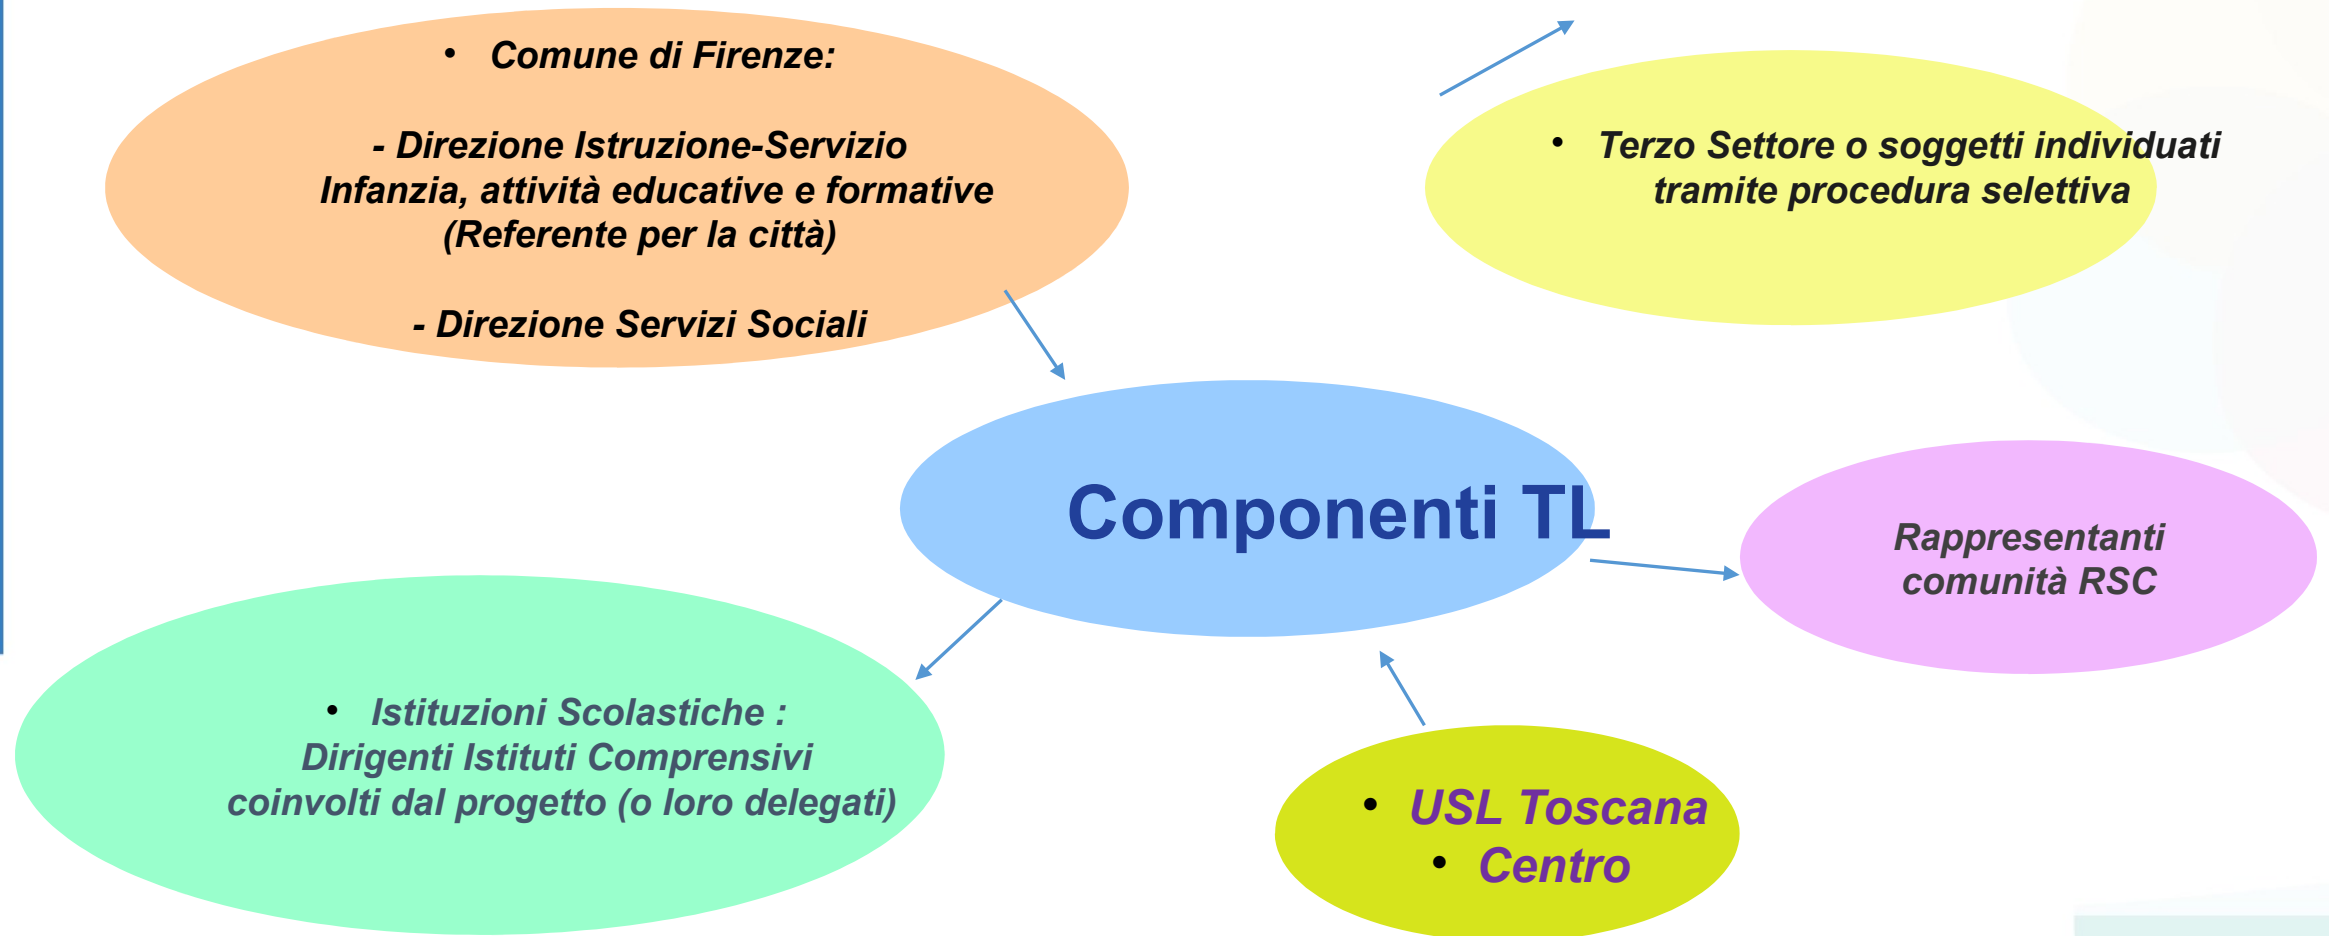 • Comune di Firenze:
- Direzione Istruzione-Servizio
Infanzia, attività educative e formative
(Referente per la città)
- Direzione Servizi Sociali
• Terzo Settore o soggetti individuati
tramite procedura selettiva
Componenti TL
Rappresentanti
comunità RSC
• Istituzioni Scolastiche :
Dirigenti Istituti Comprensivi
coinvolti dal progetto (o loro delegati)
• USL Toscana
• Centro